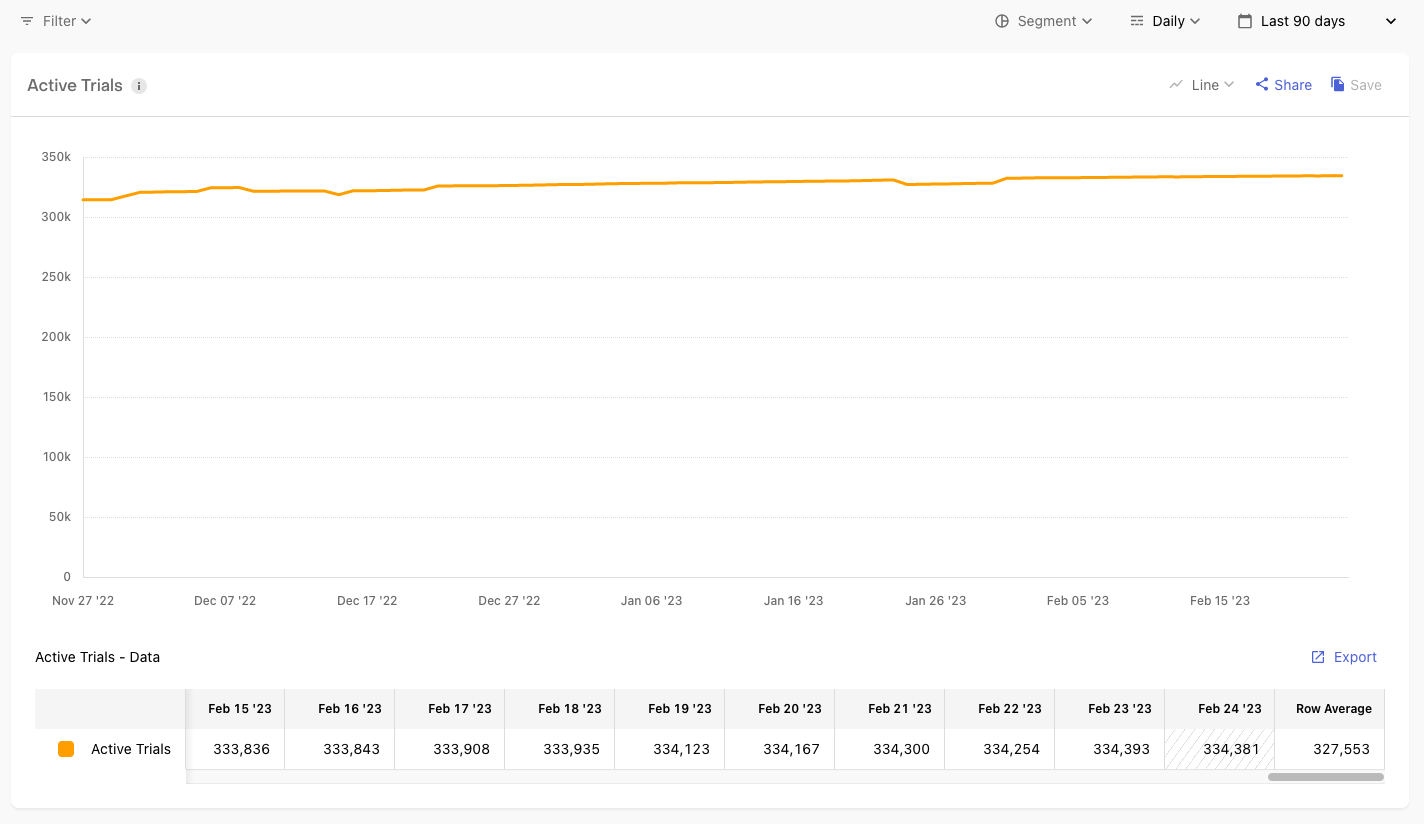 Filter
Segment
Daily
Last 90 days
Active Trials i
Line
Share
Save
350k
300k
250k
200k
150k
100k
50k
0
Nov 27 '22 Dec 07 '22 Dec 17 '22 Dec 27 '22 Jan 06 '23 Jan 16 '23 Jan 26 '23 Feb 05 '23 Feb 15 '23
Active Trials - Data
Export
Feb 15 '23 Feb 16 '23 Feb 17 '23 Feb 18 '23 Feb 19 '23 Feb 20 '23 Feb 21 '23 Feb 22 '23 Feb 23 '23 Feb 24 '23 Row Average
Active Trials 333,836 333,843 333,908 333,935 334,123 334,167 334,300 334,254 334,393 334,381 327,553